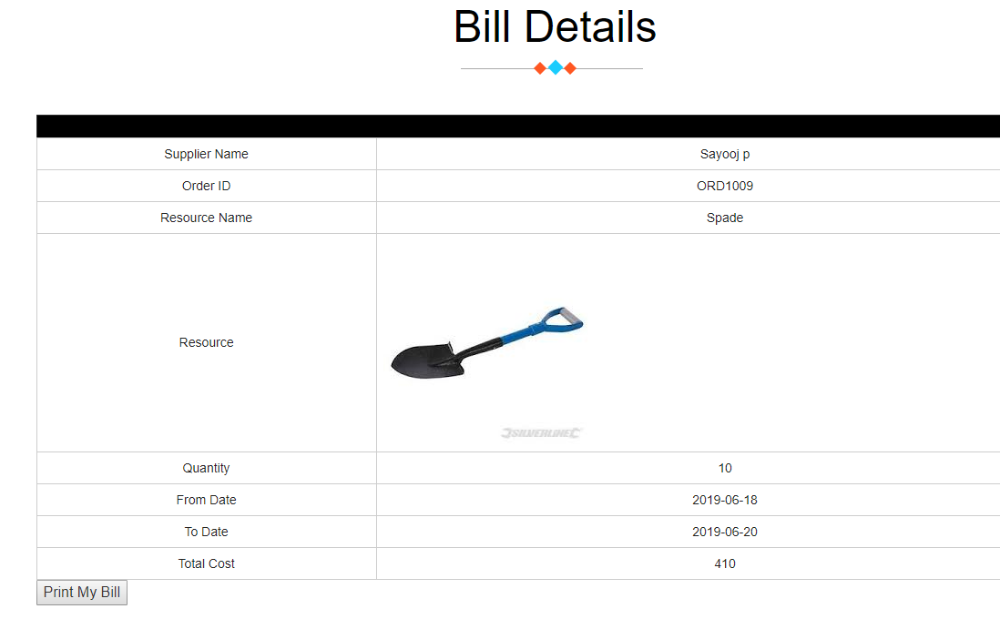 Bill Details
Supplier Name Sayooj p
Order ID ORD1009
Resource Name Spade
Resource
SILVERLINE
Quantity 10
From Date 2019-06-18
To Date 2019-06-20
Total Cost 410
Print My Bill